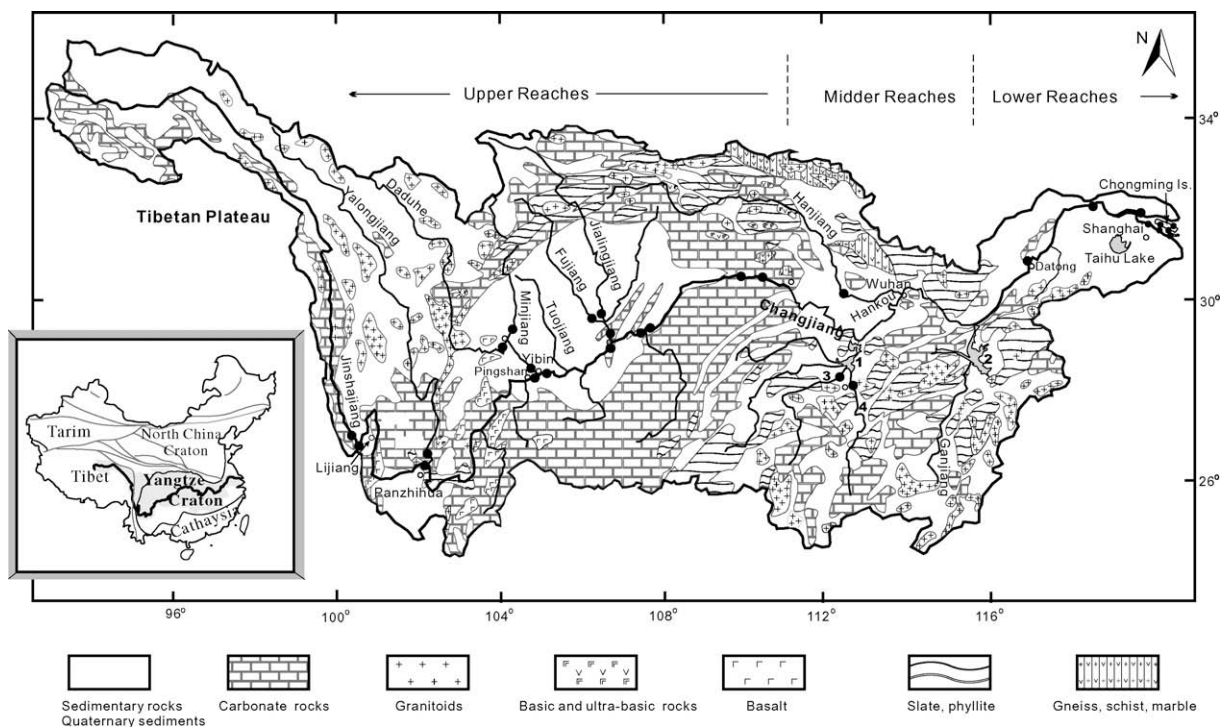 N
Upper Reaches
Midder Reaches
Lower Reaches
34°
Chongming Is.
Tibetan Plateau
Yalongjiang
Daduhe
Hanjiang
Jialingjiang
Fujiang
Shanghai
Taihu Lake
Datong
Wuhan
Hankou
30°
Changjiang
Minjiang
Tuojiang
Yibin
Pingshan
Jinshajiang
1
2
3
4
Ganjiang
Lijiang
Panzhihua
26°
Tarim
North China
Craton
Tibet
Yangtze
Craton
Cathaysia
96°
100°
104°
108°
112°
116°
Sedimentary rocks
Quaternary sediments
Carbonate rocks
Granitoids
Basic and ultra-basic rocks
Basalt
Slate, phyllite
Gneiss, schist, marble